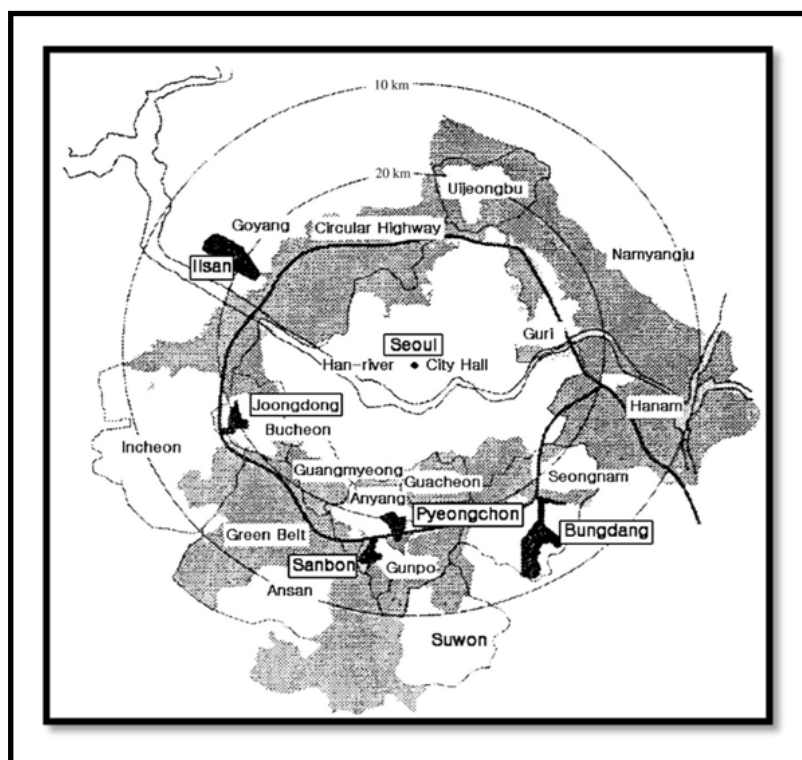 10 km
20 km
Uijeongbu
Goyang
Circular Highway
Namyangju
Ilsan
Guri
Seoul
Han-river
City Hall
Joongdong
Hanam
Bucheon
Incheon
Guangmyeong
Guacheon
Seongnam
Anyang
Pyeongchon
Bungdang
Green Belt
Sanbon
Gunpo
Ansan
Suwon